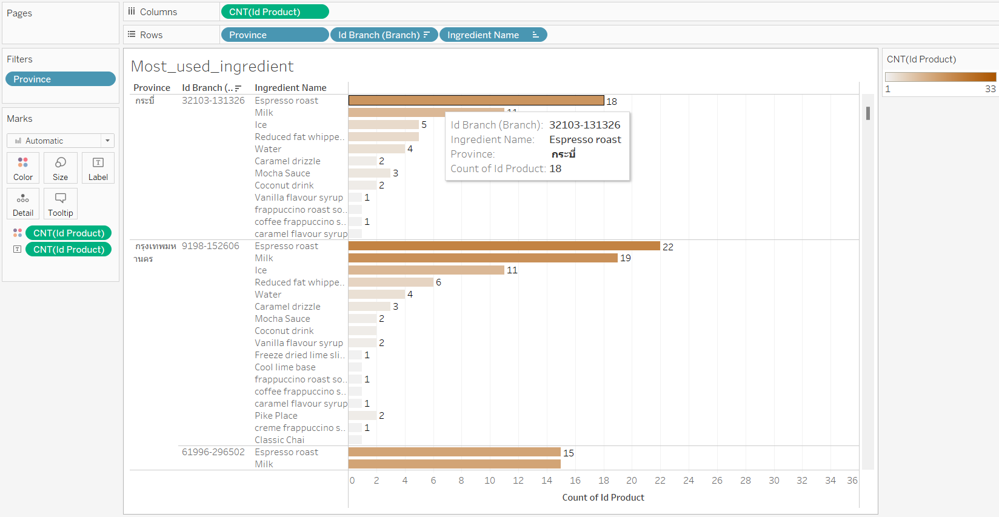 Pages
Columns
CNT(Id Product)
Rows
Province
Id Branch (Branch)
Ingredient Name
Filters
Province
Marks
Automatic
Color
Size
Label
Detail
Tooltip
CNT(Id Product)
CNT(Id Product)
Most_used_ingredient
Province
Id Branch (..
Ingredient Name
กระบี่
32103-131326
Espresso roast
18
Milk
11
Ice
5
Reduced fat whippe..
Water
4
Caramel drizzle
2
Mocha Sauce
3
Coconut drink
2
Vanilla flavour syrup
1
frappuccino roast so..
coffee frappuccino s..
1
caramel flavour syrup
Id Branch (Branch): 32103-131326
Ingredient Name: Espresso roast
Province: กระบี่
Count of Id Product: 18
กรุงเทพมห
านคร
9198-152606
Espresso roast
22
Milk
19
Ice
11
Reduced fat whippe..
6
Water
4
Caramel drizzle
3
Mocha Sauce
2
Coconut drink
Vanilla flavour syrup
2
Freeze dried lime sli..
1
Cool lime base
frappuccino roast so..
1
coffee frappuccino s..
caramel flavour syrup
1
Pike Place
2
creme frappuccino s..
1
Classic Chai
61996-296502
Espresso roast
15
Milk
0 2 4 6 8 10 12 14 16 18 20 22 24 26 28 30 32 34 36
Count of Id Product
CNT(Id Product)
1 33